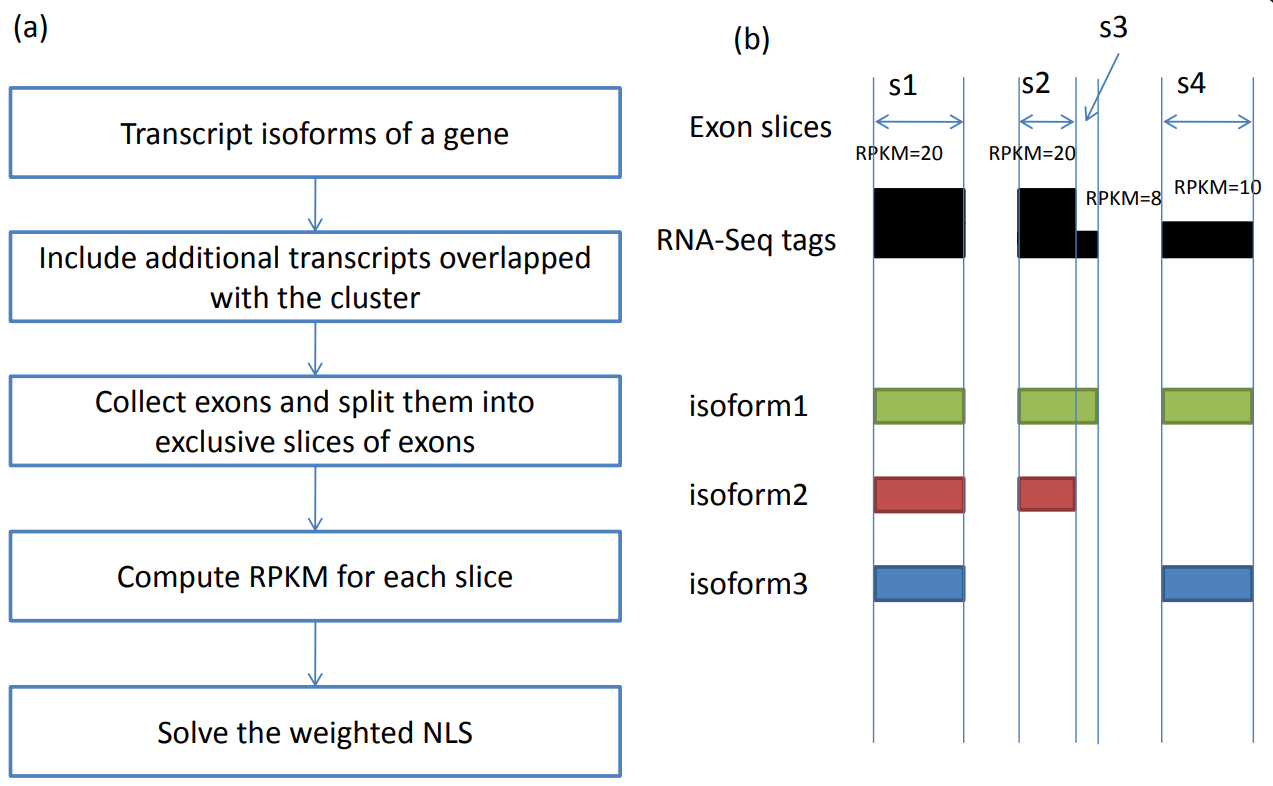 (a)
Transcript isoforms of a gene
Include additional transcripts overlapped
with the cluster
Collect exons and split them into
exclusive slices of exons
Compute RPKM for each slice
Solve the weighted NLS
(b)
s3
s1
s2
s4
Exon slices
RPKM=20
RPKM=20
RPKM=8
RPKM=10
RNA-Seq tags
isoform1
isoform2
isoform3